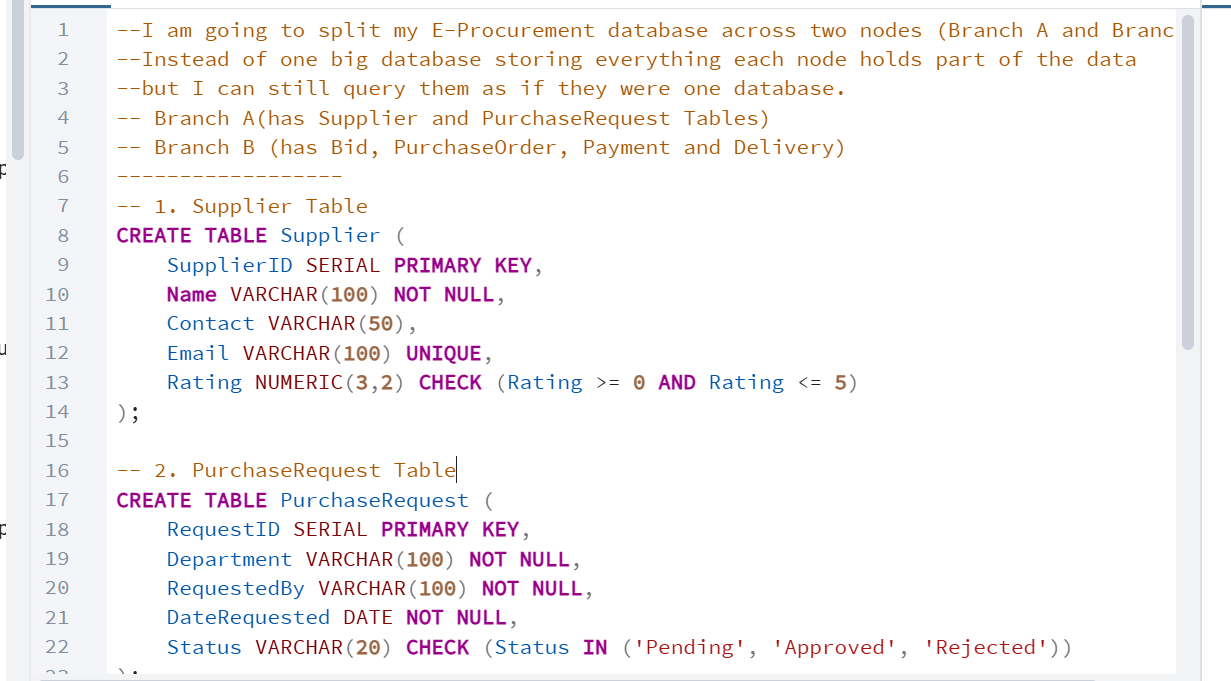 1 --I am going to split my E-Procurement database across two nodes (Branch A and Branc
2 --Instead of one big database storing everything each node holds part of the data
3 --but I can still query them as if they were one database.
4 -- Branch A(has Supplier and PurchaseRequest Tables)
5 -- Branch B (has Bid, PurchaseOrder, Payment and Delivery)
6 ------------------
7 -- 1. Supplier Table
8 CREATE TABLE Supplier (
9     SupplierID SERIAL PRIMARY KEY,
10     Name VARCHAR(100) NOT NULL,
11     Contact VARCHAR(50),
12     Email VARCHAR(100) UNIQUE,
13     Rating NUMERIC(3,2) CHECK (Rating >= 0 AND Rating <= 5)
14 );
15
16 -- 2. PurchaseRequest Table
17 CREATE TABLE PurchaseRequest (
18     RequestID SERIAL PRIMARY KEY,
19     Department VARCHAR(100) NOT NULL,
20     RequestedBy VARCHAR(100) NOT NULL,
21     DateRequested DATE NOT NULL,
22     Status VARCHAR(20) CHECK (Status IN ('Pending', 'Approved', 'Rejected'))